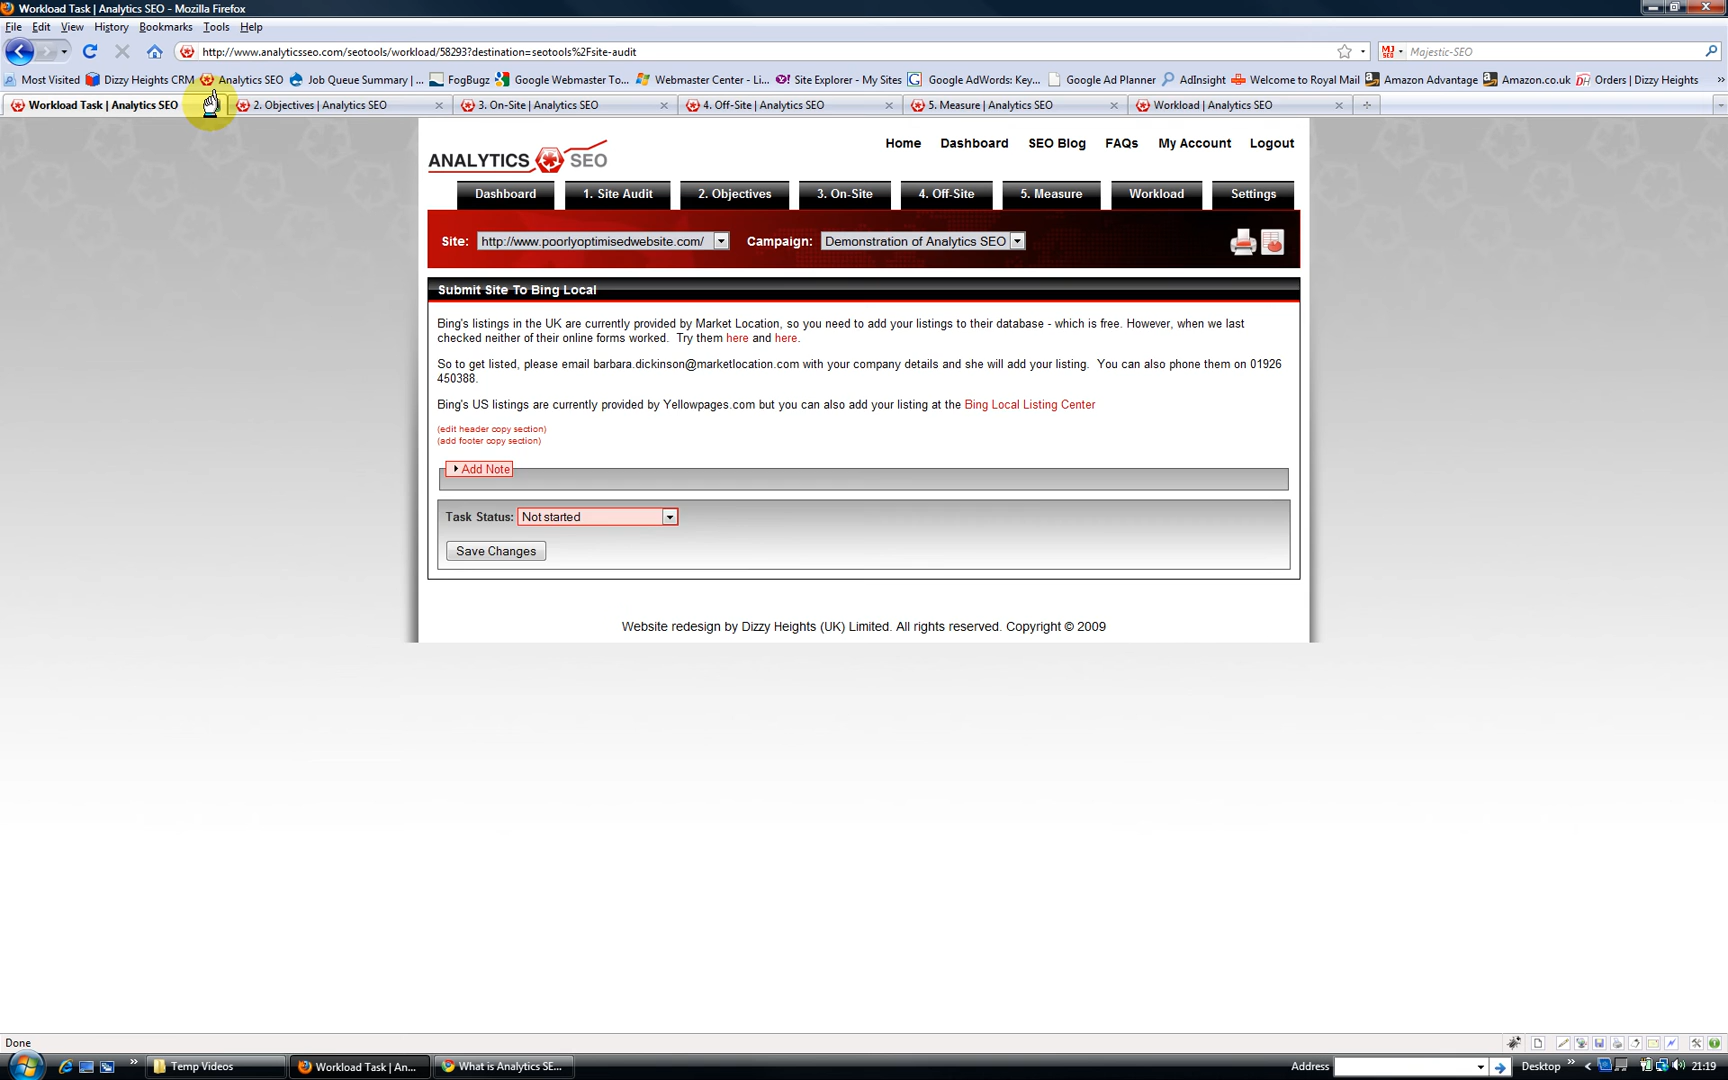 Workload Task | Analytics SEO - Mozilla Firefox
File Edit View History Bookmarks Tools Help
http://www.analyticsseo.com/seotools/workload/58293?destination=seotools%2Fsite-audit
Majestic-SEO
Most Visited Dizzy Heights CRM Analytics SEO Job Queue Summary | ... FogBugz Google Webmaster To... Webmaster Center - Li... Site Explorer - My Sites Google AdWords: Key... Google Ad Planner AdInsight Welcome to Royal Mail Amazon Advantage Amazon.co.uk Orders | Dizzy Heights
Workload Task | Analytics SEO 2. Objectives | Analytics SEO 3. On-Site | Analytics SEO 4. Off-Site | Analytics SEO 5. Measure | Analytics SEO Workload | Analytics SEO
Home Dashboard SEO Blog FAQs My Account Logout
ANALYTICS SEO
Dashboard 1. Site Audit 2. Objectives 3. On-Site 4. Off-Site 5. Measure Workload Settings
Site: http://www.poorlyoptimisedwebsite.com/ Campaign: Demonstration of Analytics SEO
Submit Site To Bing Local
Bing's listings in the UK are currently provided by Market Location, so you need to add your listings to their database - which is free. However, when we last
checked neither of their online forms worked. Try them here and here.
So to get listed, please email barbara.dickinson@marketlocation.com with your company details and she will add your listing. You can also phone them on 01926
450388.
Bing's US listings are currently provided by Yellowpages.com but you can also add your listing at the Bing Local Listing Center
(edit header copy section)
(add footer copy section)
Add Note
Task Status: Not started
Save Changes
Website redesign by Dizzy Heights (UK) Limited. All rights reserved. Copyright © 2009
Done
Temp Videos Workload Task | An... What is Analytics SE... Address Desktop 21:19